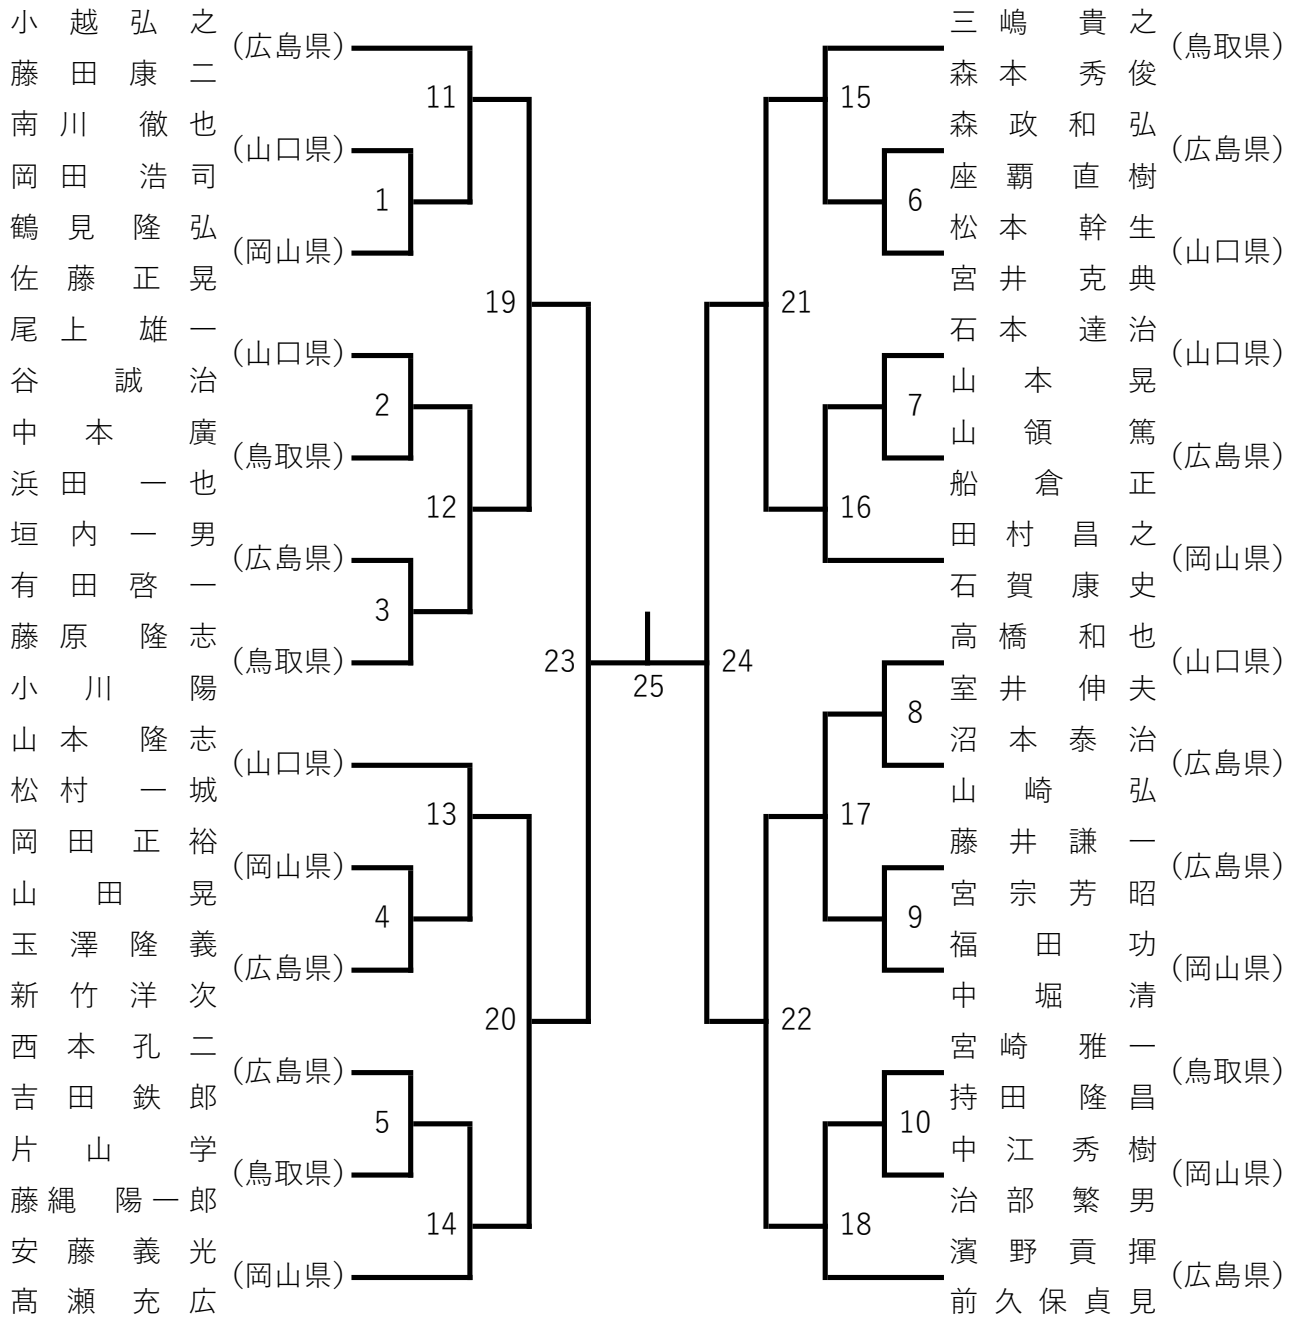 小越弘之
(広島県)
藤田康二
11
南川徹也
(山口県)
岡田浩司
1
鶴見隆弘
(岡山県)
佐藤正晃
19
尾上雄一
(山口県)
谷誠治
2
中本廣
(鳥取県)
浜田一也
12
垣内一男
(広島県)
有田啓一
3
藤原隆志
(鳥取県)
小川陽
23
山本隆志
(山口県)
松村一城
13
岡田正裕
(岡山県)
山田晃
4
玉澤隆義
(広島県)
新竹洋次
20
西本孔二
(広島県)
吉田鉄郎
5
片山学
(鳥取県)
藤縄陽一郎
14
安藤義光
(岡山県)
髙瀬充広
25
三嶋貴之
(鳥取県)
森本秀俊
15
森政和弘
(広島県)
座覇直樹
6
松本幹生
(山口県)
宮井克典
21
石本達治
(山口県)
山本晃
7
山領篤
(広島県)
船倉正
16
田村昌之
(岡山県)
石賀康史
24
高橋和也
(山口県)
室井伸夫
8
沼本泰治
(広島県)
山崎弘
17
藤井謙一
(広島県)
宮宗芳昭
9
福田功
(岡山県)
中堀清
22
宮崎雅一
(鳥取県)
持田隆昌
10
中江秀樹
(岡山県)
治部繁男
18
濱野貢揮
(広島県)
前久保貞見